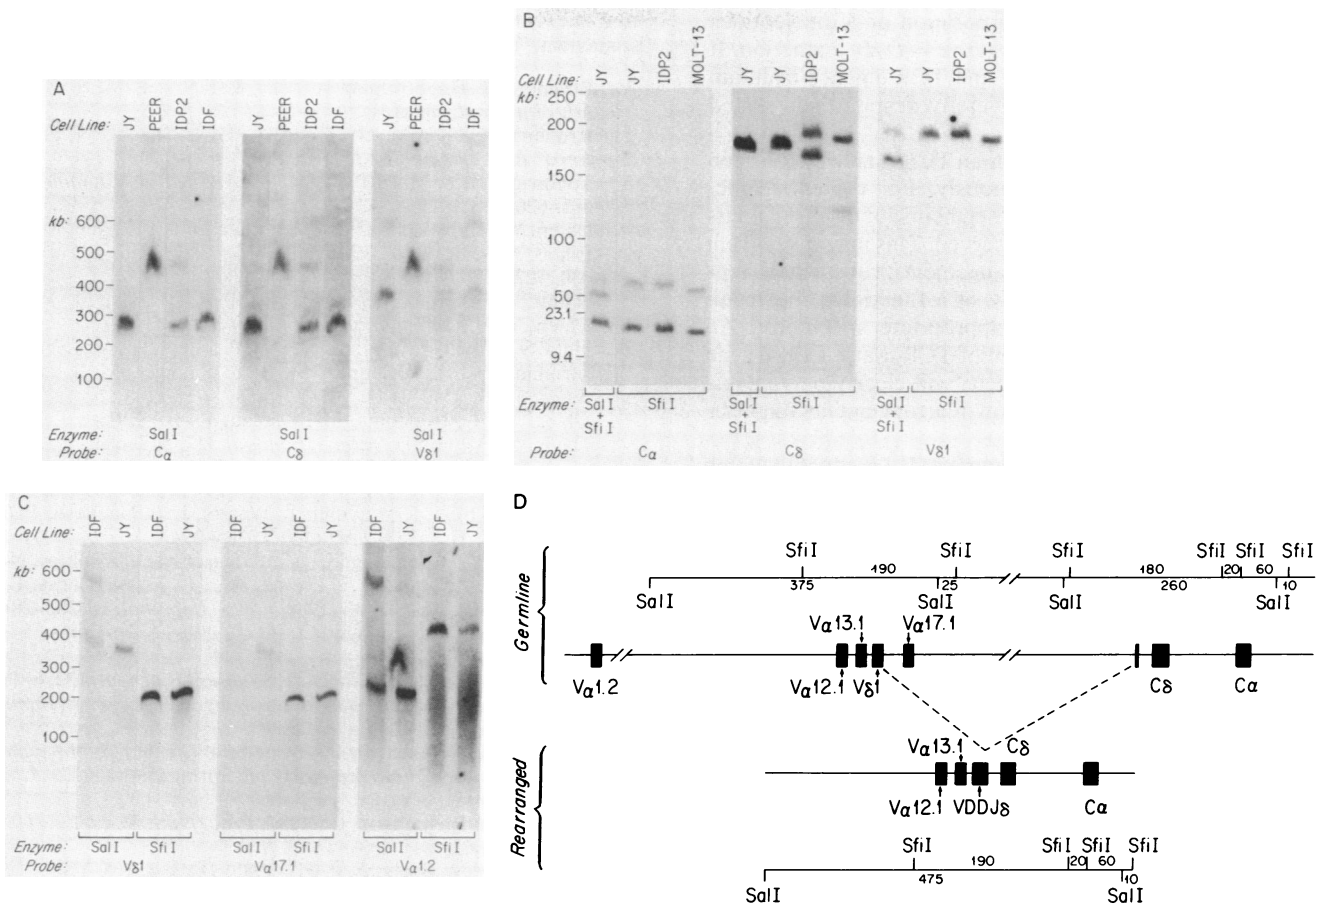 A
Cell Line: JY PEER IDP2 IDF JY PEER IDP2 IDF JY PEER IDP2 IDF
kb: 600
500
400
300
200
100
Enzyme: Sal I Sal I Sal I
Probe: Cα Cδ Vδ1
B
Cell Line: JY JY IDP2 MOLT-13 JY JY IDP2 MOLT-13 JY JY IDP2 MOLT-13
kb: 250
200
150
100
50
23.1
9.4
Enzyme: Sal I + Sfi I Sfi I Sal I + Sfi I Sfi I Sal I + Sfi I Sfi I
Probe: Cα Cδ Vδ1
C
Cell Line: IDF JY IDF JY IDF JY IDF JY IDF JY IDF JY
kb: 600
500
400
300
200
100
Enzyme: Sal I Sfi I Sal I Sfi I Sal I Sfi I
Probe: Vδ1 Vα17.1 Vα1.2
D
Germline
SfiI SfiI SfiI SfiI SfiI SfiI
190 180 20 60
375 125 260 10
SalI SalI SalI SalI
Vα13.1 Vα17.1
Vα1.2 Vα12.1 Vδ1 Cδ Cα
Rearranged
Vα13.1 Cδ
Vα12.1 VDDJδ Cα
SfiI SfiI SfiI SfiI
190 20 60
475 10
SalI SalI